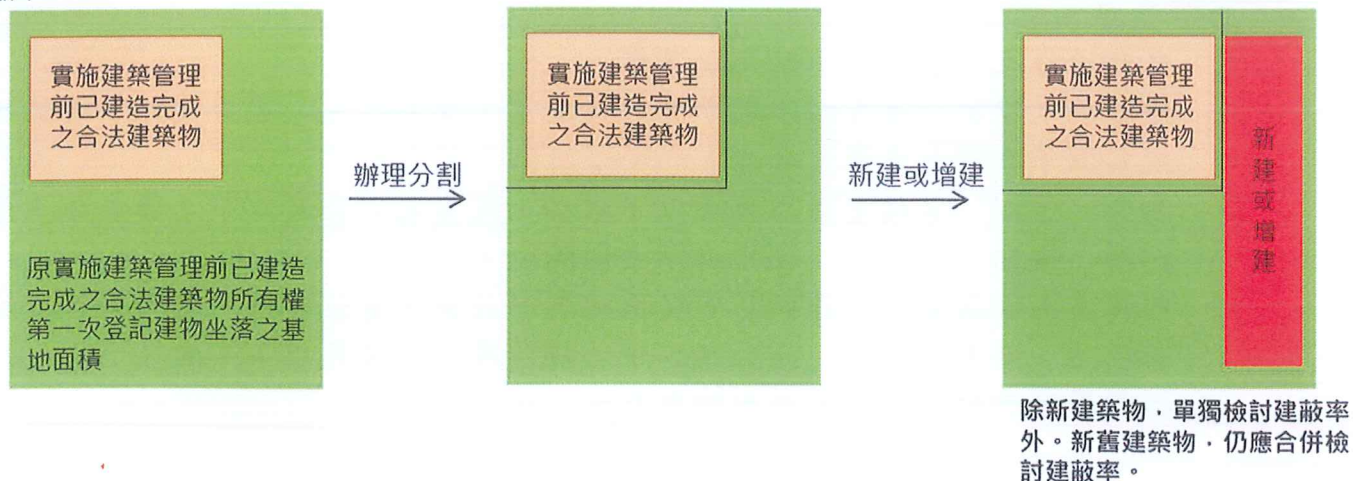 實施建築管理
前已建造完成
之合法建築物
原實施建築管理前已建造
完成之合法建築物所有權
第一次登記建物坐落之基
地面積
辦理分割
實施建築管理
前已建造完成
之合法建築物
新建或增建
實施建築管理
前已建造完成
之合法建築物
新建或增建
除新建築物，單獨檢討建蔽率
外。新舊建築物，仍應合併檢
討建蔽率。